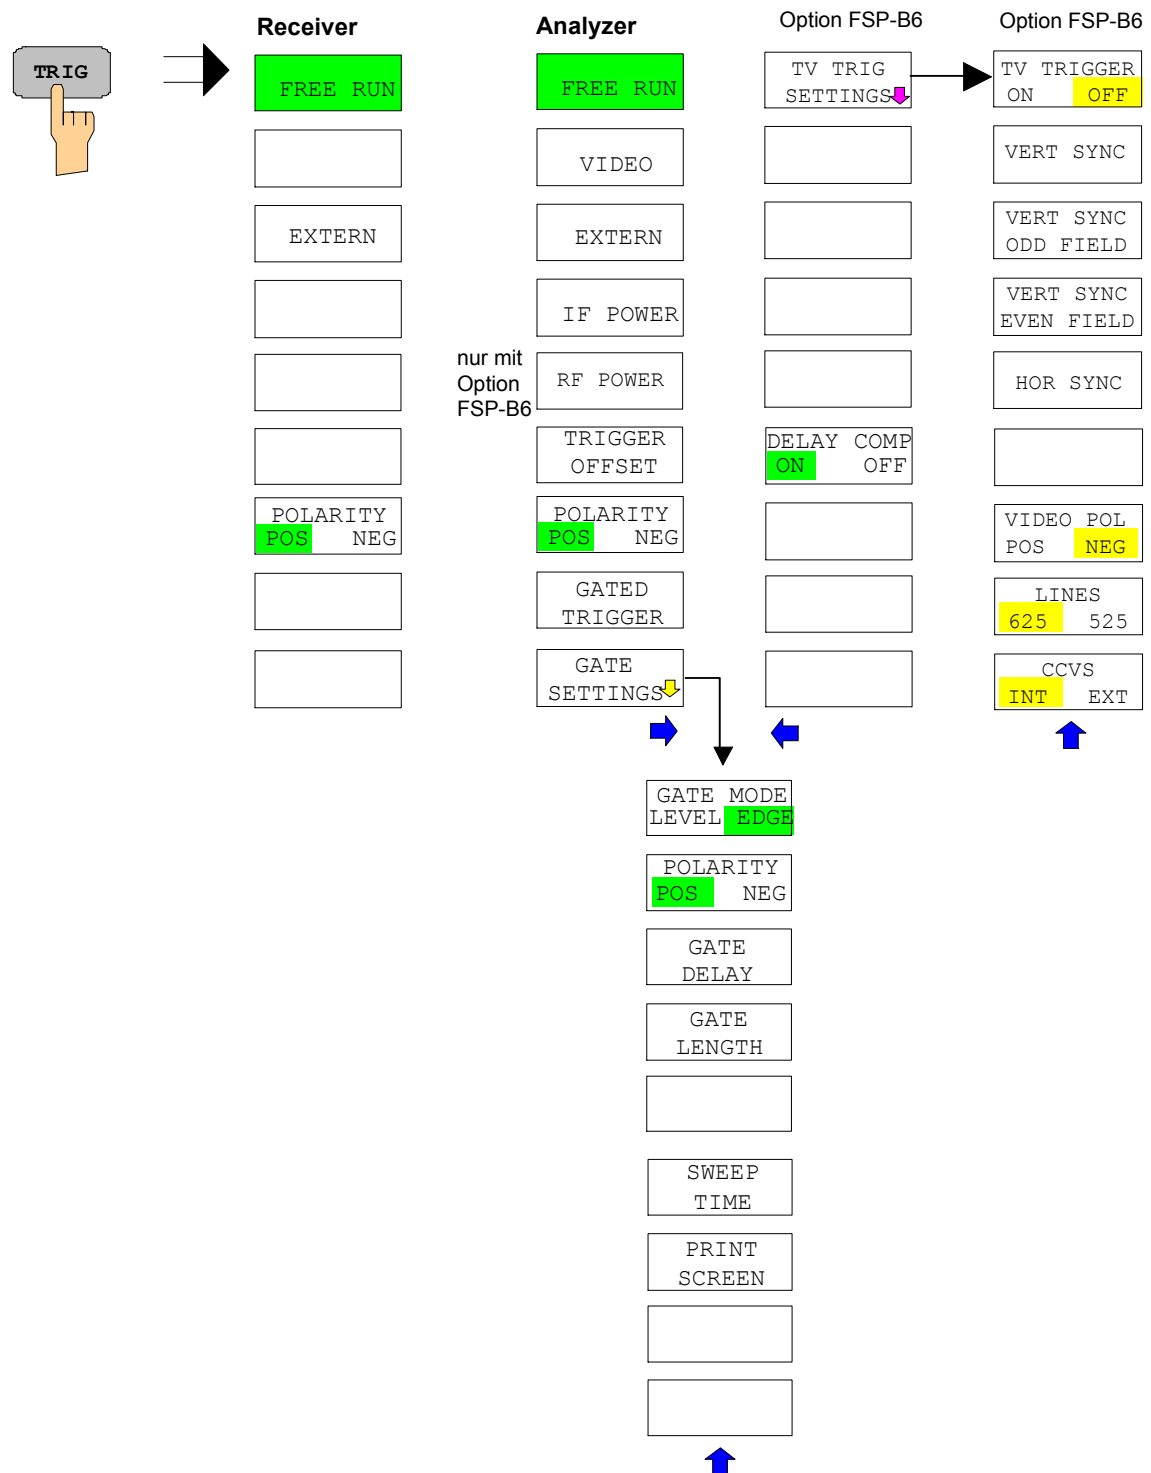 TRIG
Receiver
FREE RUN
EXTERN
POLARITY
POS NEG
Analyzer
FREE RUN
VIDEO
EXTERN
IF POWER
nur mit
Option
FSP-B6
RF POWER
TRIGGER
OFFSET
POLARITY
POS NEG
GATED
TRIGGER
GATE
SETTINGS
Option FSP-B6
TV TRIG
SETTINGS
DELAY COMP
ON OFF
Option FSP-B6
TV TRIGGER
ON OFF
VERT SYNC
VERT SYNC
ODD FIELD
VERT SYNC
EVEN FIELD
HOR SYNC
VIDEO POL
POS NEG
LINES
625 525
CCVS
INT EXT
GATE MODE
LEVEL EDGE
POLARITY
POS NEG
GATE
DELAY
GATE
LENGTH
SWEEP
TIME
PRINT
SCREEN